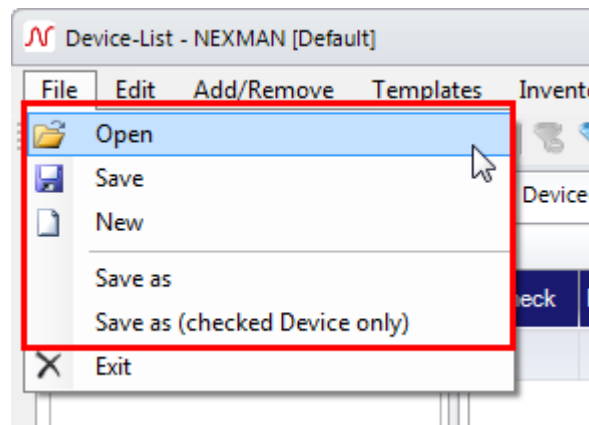 Device-List - NEXMAN [Default]
File Edit Add/Remove Templates
Open
Save
Device
New
Save as
Save as (checked Device only)
Exit